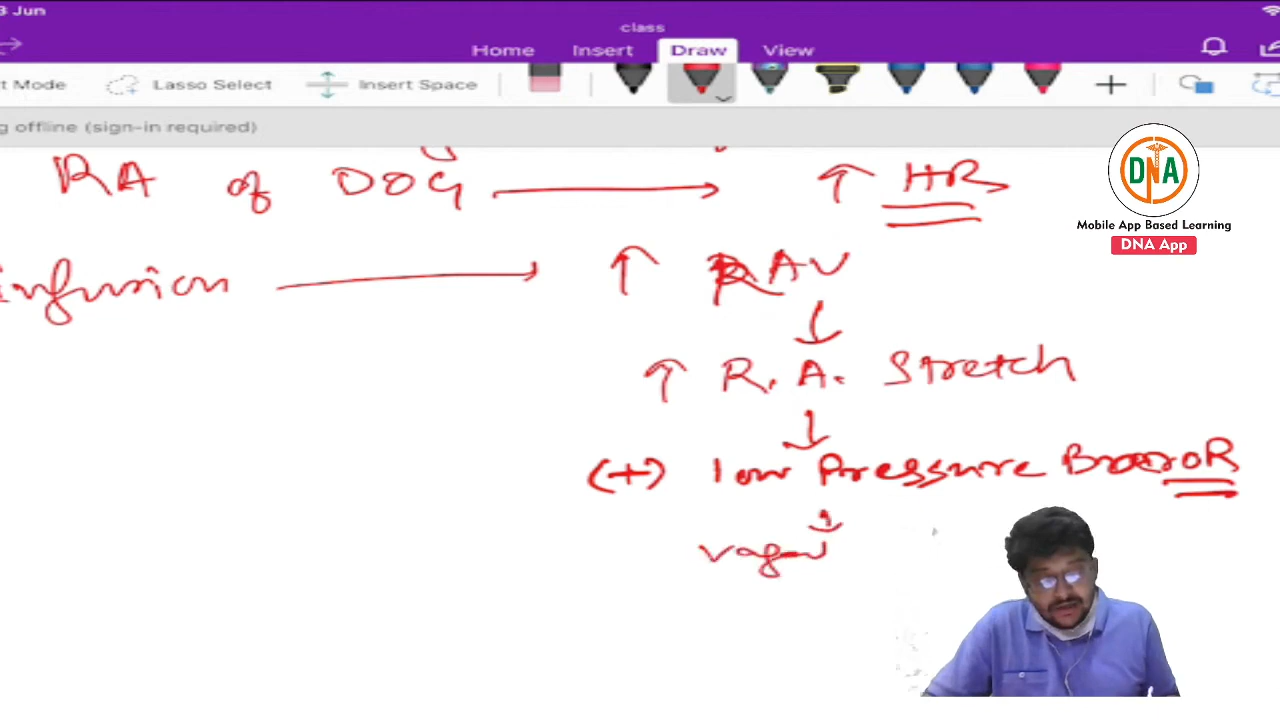 3 Jun
class
Home Insert Draw View
t Mode Lasso Select Insert Space
g offline (sign-in required)
DNA
Mobile App Based Learning
DNA App
RA of DOG → ↑ HR
infusion → ↑ RAV
↓
↑ R. A. Stretch
↓
(+) low Pressure BaroR
↓